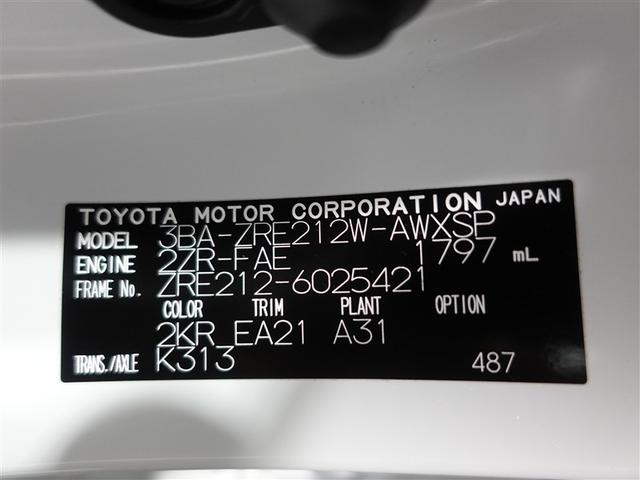 TOYOTA MOTOR CORPORATION JAPAN
MODEL 3BA-ZRE212W-AWXSP
ENGINE 2ZR-FAE 1797 mL
FRAME No. ZRE212-6025421
COLOR TRIM PLANT OPTION
2KR EA21 A31
TRANS./AXLE K313 487